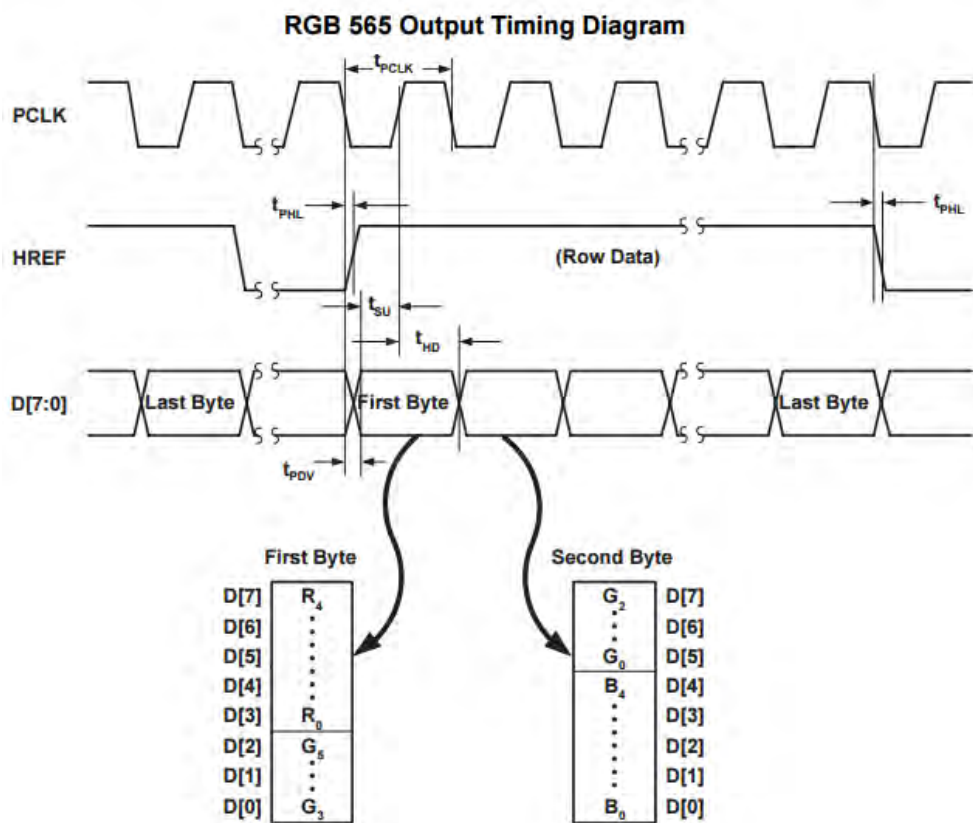 RGB 565 Output Timing Diagram
tPCLK
PCLK
tPHL
tPHL
HREF
(Row Data)
tSU
tHD
D[7:0]
Last Byte
First Byte
Last Byte
tPDV
First Byte
Second Byte
D[7] R4
D[6]
D[5]
D[4]
D[3] R0
D[2] G5
D[1]
D[0] G3
G2 D[7]
D[6]
G0 D[5]
B4 D[4]
D[3]
D[2]
D[1]
B0 D[0]